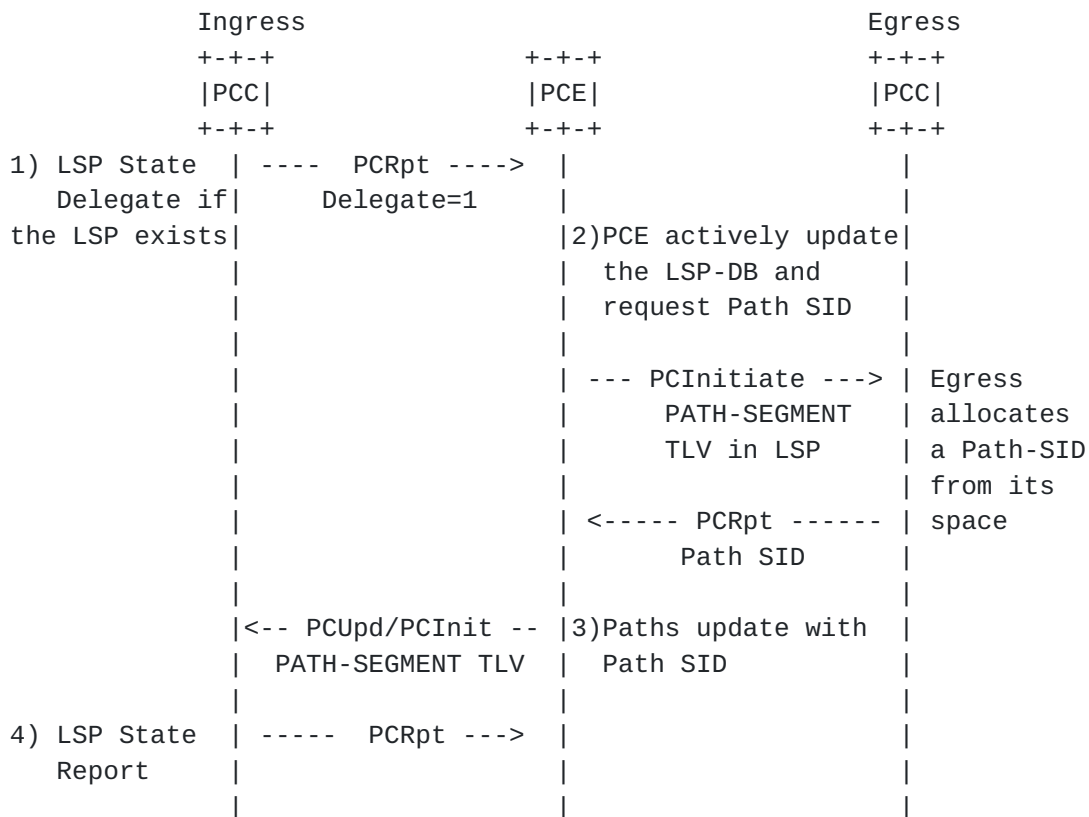 Ingress                                  Egress
             +-+-+                 +-+-+              +-+-+
             |PCC|                 |PCE|              |PCC|
             +-+-+                 +-+-+              +-+-+
1) LSP State   | ----  PCRpt ---->  |                    |
   Delegate if|     Delegate=1     |                    |
the LSP exists|                    |2)PCE actively update|
               |                    |  the LSP-DB and     |
               |                    |  request Path SID   |
               |                    |                    |
               |                    | --- PCInitiate ---> | Egress
               |                    |     PATH-SEGMENT   | allocates
               |                    |     TLV in LSP     | a Path-SID
               |                    |                    | from its
               |                    | <----- PCRpt ------ | space
               |                    |      Path SID      |
               |                    |                    |
               |<-- PCUpd/PCInit -- |3)Paths update with  |
               |  PATH-SEGMENT TLV  |  Path SID          |
               |                    |                    |
4) LSP State   | -----  PCRpt --->  |                    |
   Report      |                    |                    |
               |                    |                    |